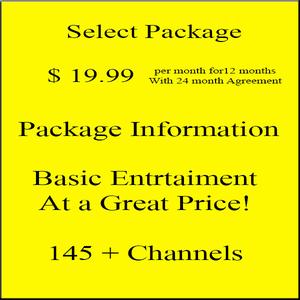 Select Package
$ 19.99 per month for12 months
With 24 month Agreement
Package Information
Basic Entrtaiment
At a Great Price!
145 + Channels